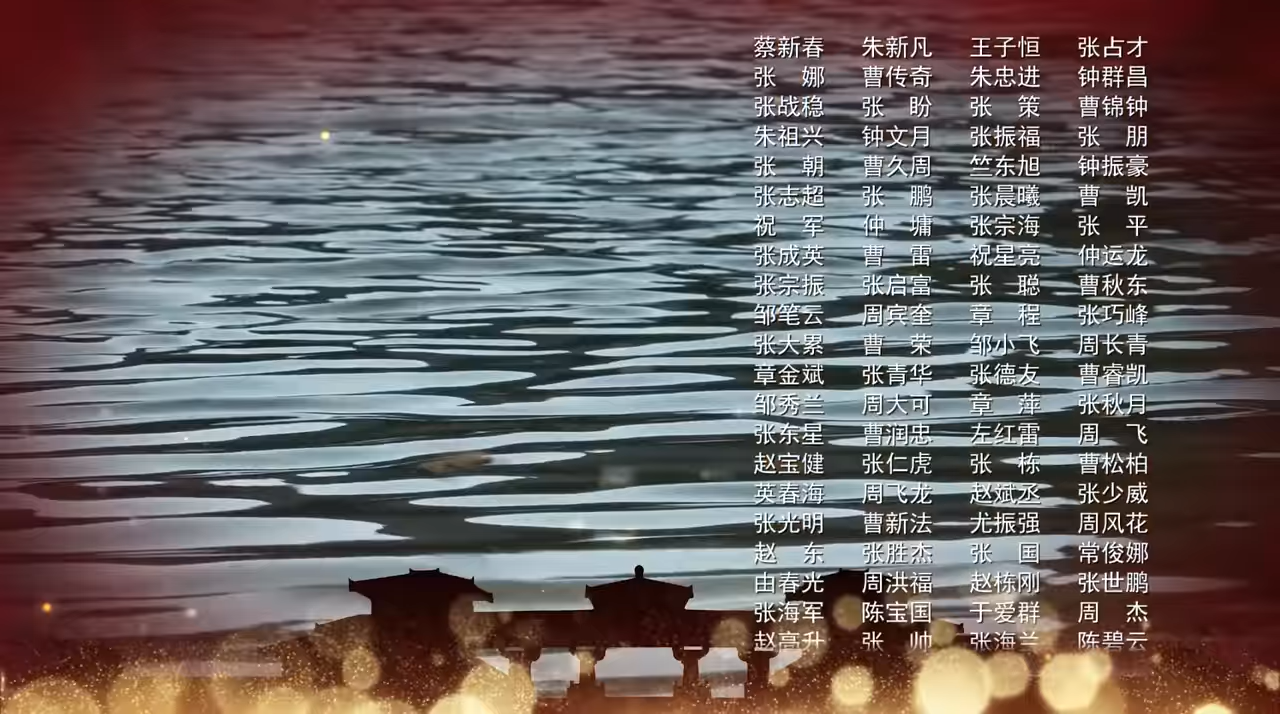 蔡新春 朱新凡 王子恒 张占才
张　娜 曹传奇 朱忠进 钟群昌
张战稳 张　盼 张　策 曹锦钟
朱祖兴 钟文月 张振福 张　朋
张　朝 曹久周 竺东旭 钟振豪
张志超 张　鹏 张晨曦 曹　凯
祝　军 仲　墉 张宗海 张　平
张成英 曹　雷 祝星亮 仲运龙
张宗振 张启富 张　聪 曹秋东
邹笔云 周宾奎 章　程 张巧峰
张大累 曹　荣 邹小飞 周长青
章金斌 张青华 张德友 曹睿凯
邹秀兰 周大可 章　萍 张秋月
张东星 曹润忠 左红雷 周　飞
赵宝健 张仁虎 张　栋 曹松柏
英春海 周飞龙 赵斌丞 张少威
张光明 曹新法 尤振强 周风花
赵　东 张胜杰 张　国 常俊娜
由春光 周洪福 赵栋刚 张世鹏
张海军 陈宝国 于爱群 周　杰
赵高升 张　帅 张海兰 陈碧云